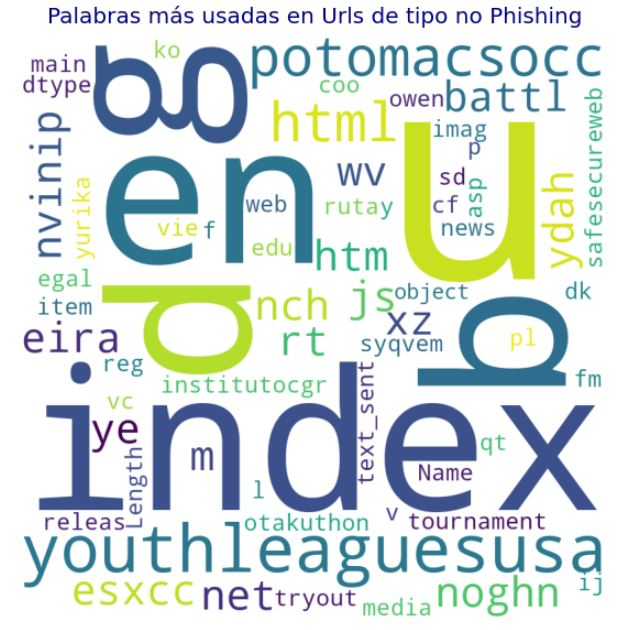 Palabras más usadas en Urls de tipo no Phishing
main
ko
g
potomacsocc
dtype
coo
owen
battl
html
imag
u
nvinip
en
wv
p
sd
asp
safesecureweb
yurika
vie
f
web
ruta
y
cf
news
ydah
edu
htm
egal
item
d
nch
js
object
dk
eira
rt
xz
b
pl
syqvem
reg
institutocgr
fm
vc
index
ye
m
text_sent
qt
Length
l
Name
releas
otakuthon
v
tournament
youthleaguesusa
esxcc
net
tryout
media
noghn
ij